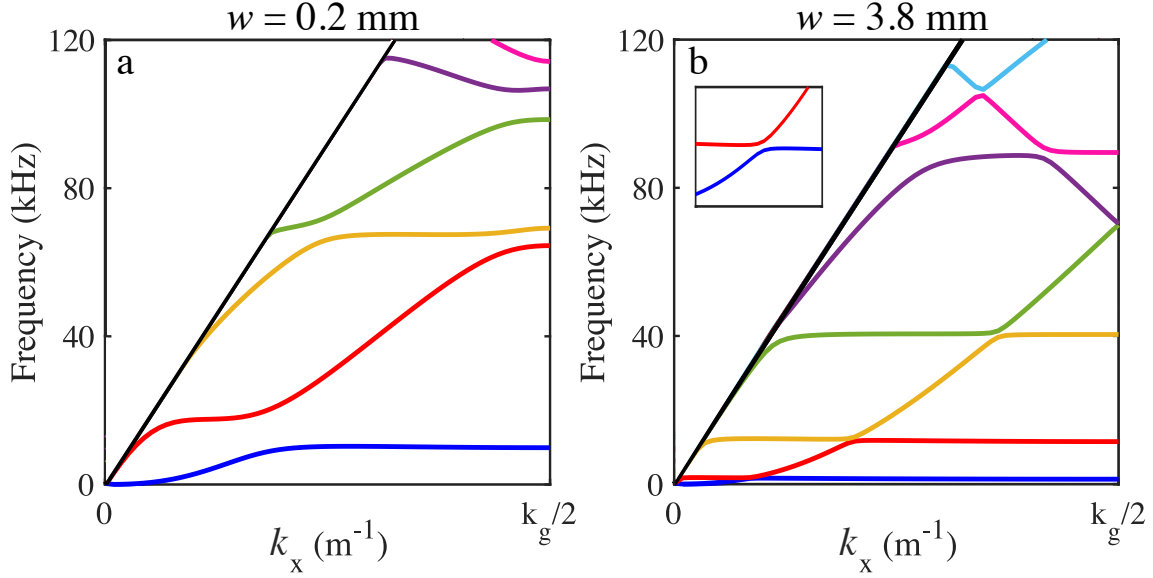 w = 0.2 mm
w = 3.8 mm
a
b
120
80
40
0
Frequency (kHz)
0
k_g/2
k_x (m⁻¹)
120
80
40
0
Frequency (kHz)
0
k_g/2
k_x (m⁻¹)